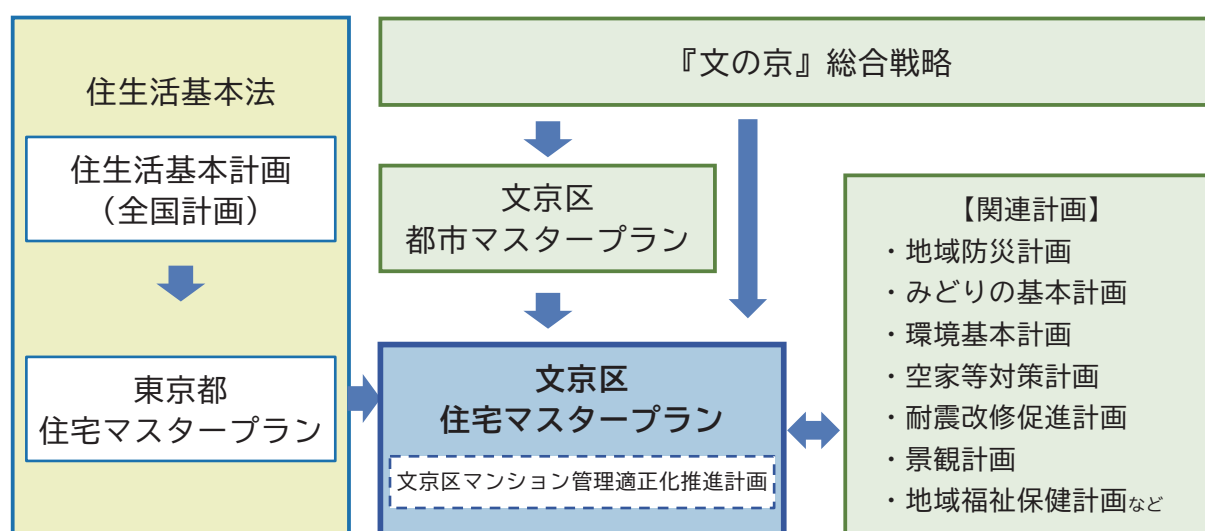 住生活基本法
住生活基本計画
（全国計画）
東京都
住宅マスタープラン
『文の京』総合戦略
文京区
都市マスタープラン
文京区
住宅マスタープラン
文京区マンション管理適正化推進計画
【関連計画】
・地域防災計画
・みどりの基本計画
・環境基本計画
・空家等対策計画
・耐震改修促進計画
・景観計画
・地域福祉保健計画など